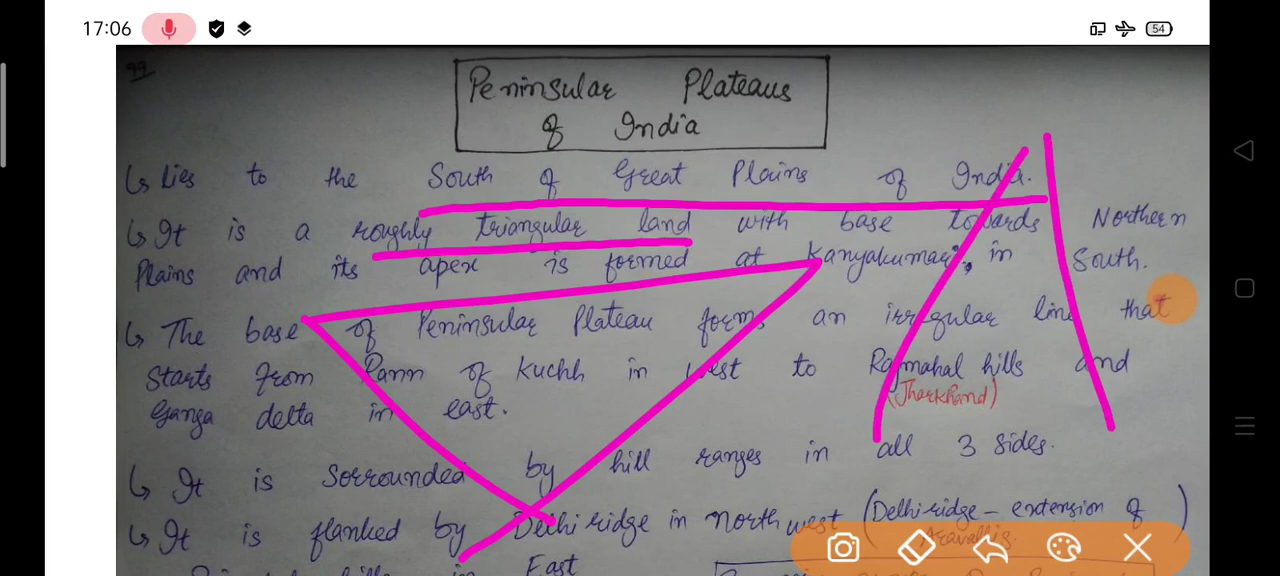 17:06
54
99
Peninsular Plateaus
of India
↳ Lies to the South of Great Plains of India.
↳ It is a roughly triangular land with base towards Northern
Plains and its apex is formed at Kanyakumari, in South.
↳ The base of Peninsular Plateau forms an irregular line that
Starts from Rann of Kuchh in west to Rajmahal hills and
(Jharkhand)
Ganga delta in east.
↳ It is Sorrounded by hill ranges in all 3 sides.
↳ It is flanked by Delhi ridge in north west (Delhi ridge - extension of
Aravallis)
East